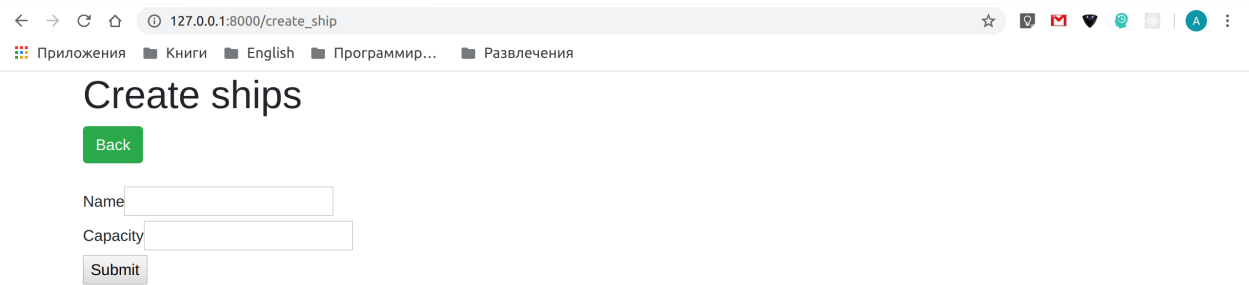 127.0.0.1:8000/create_ship
A
Приложения Книги English Программир... Развлечения
Create ships
Back
Name
Capacity
Submit